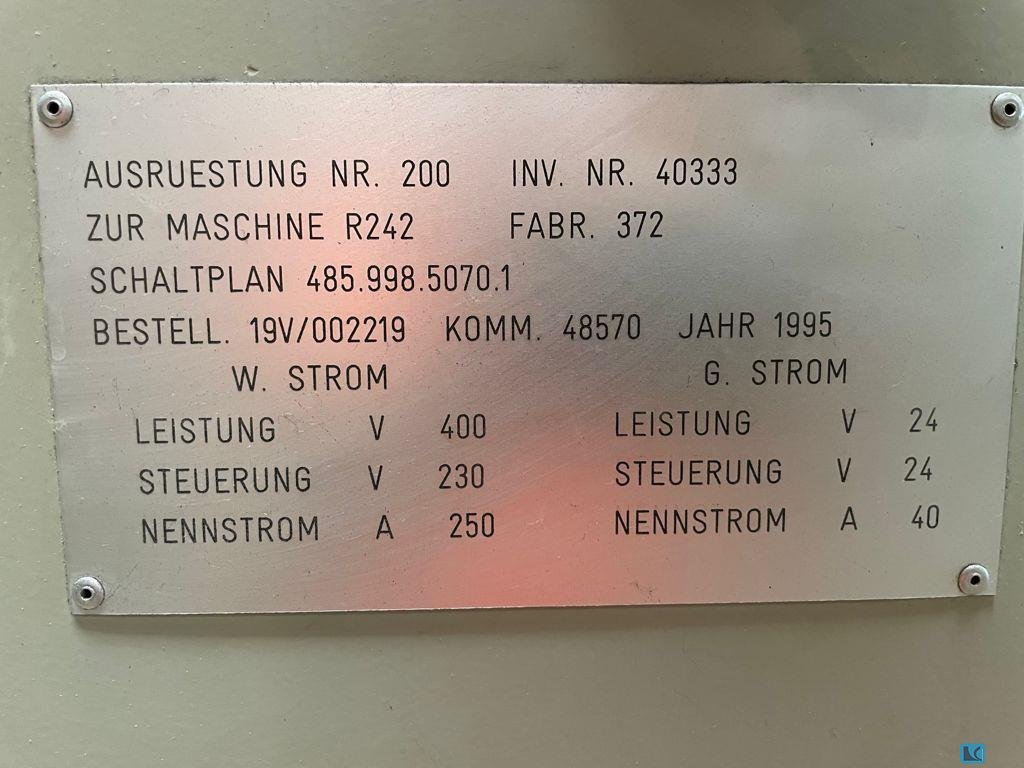 AUSRUESTUNG NR. 200 INV. NR. 40333
ZUR MASCHINE R242 FABR. 372
SCHALTPLAN 485.998.5070.1
BESTELL. 19V/002219 KOMM. 48570 JAHR 1995
W. STROM G. STROM
LEISTUNG V 400 LEISTUNG V 24
STEUERUNG V 230 STEUERUNG V 24
NENNSTROM A 250 NENNSTROM A 40